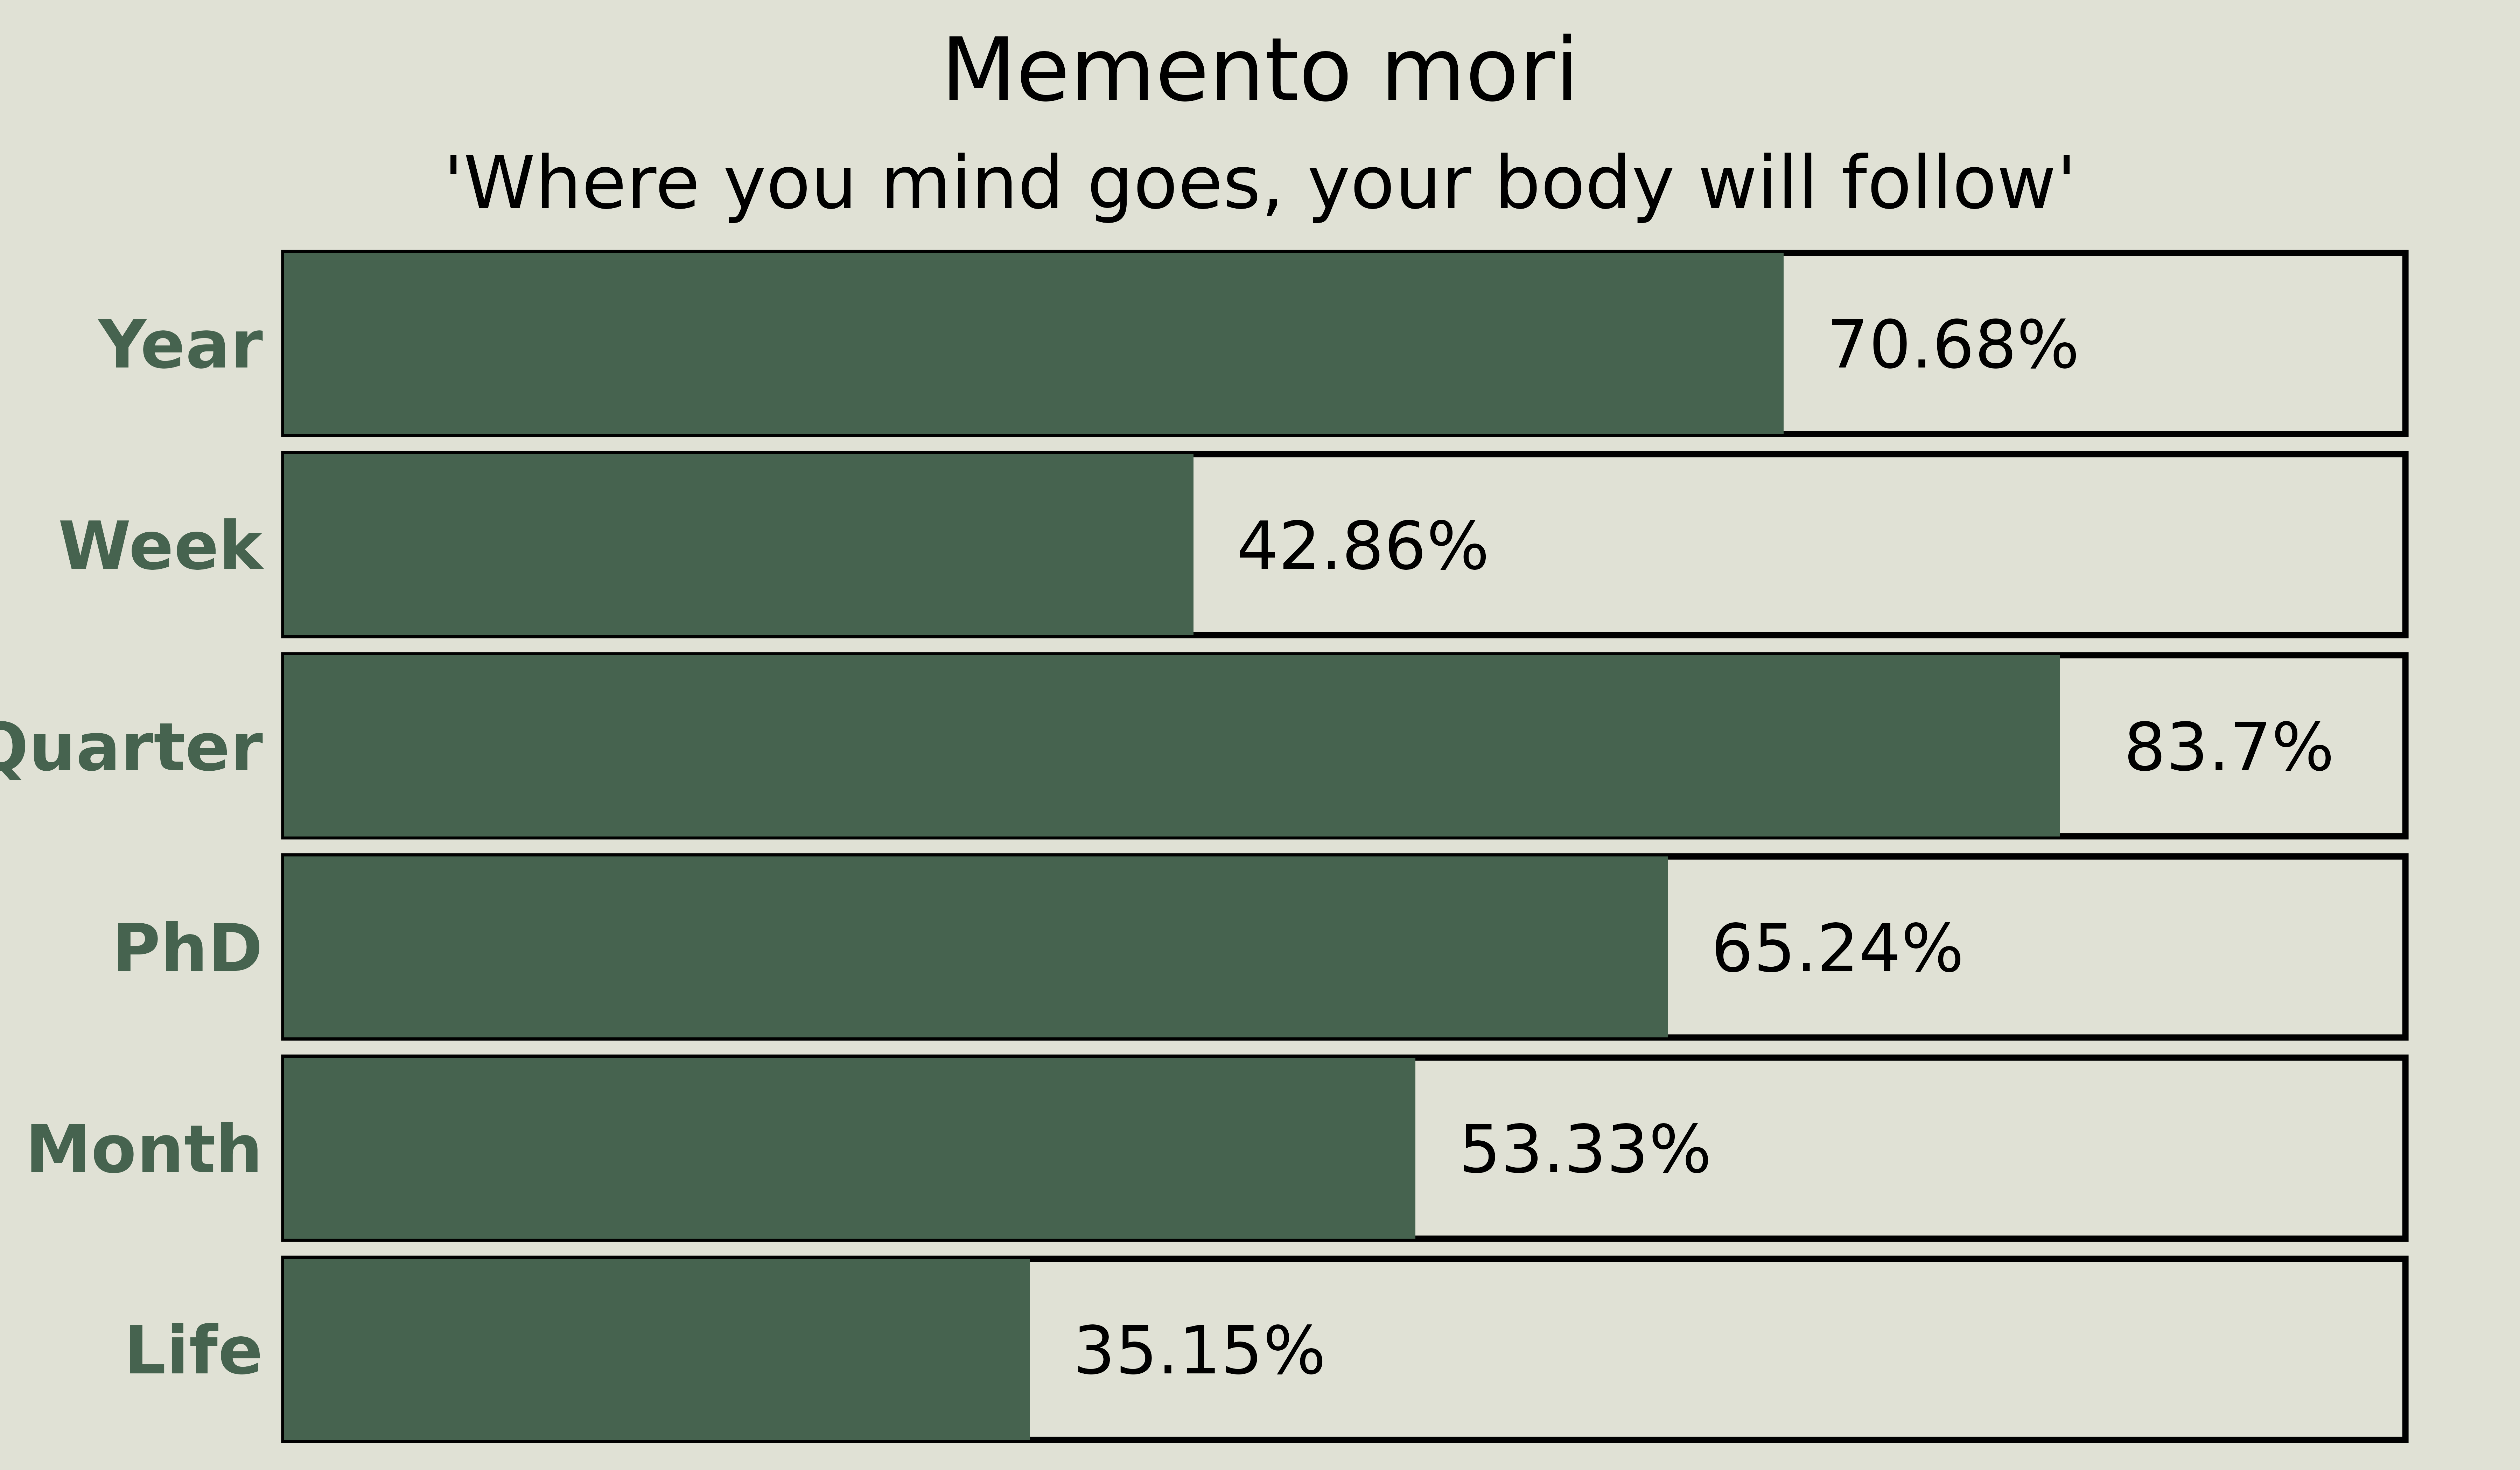 Memento mori
'Where you mind goes, your body will follow'
Year 70.68%
Week 42.86%
Quarter 83.7%
PhD 65.24%
Month 53.33%
Life 35.15%